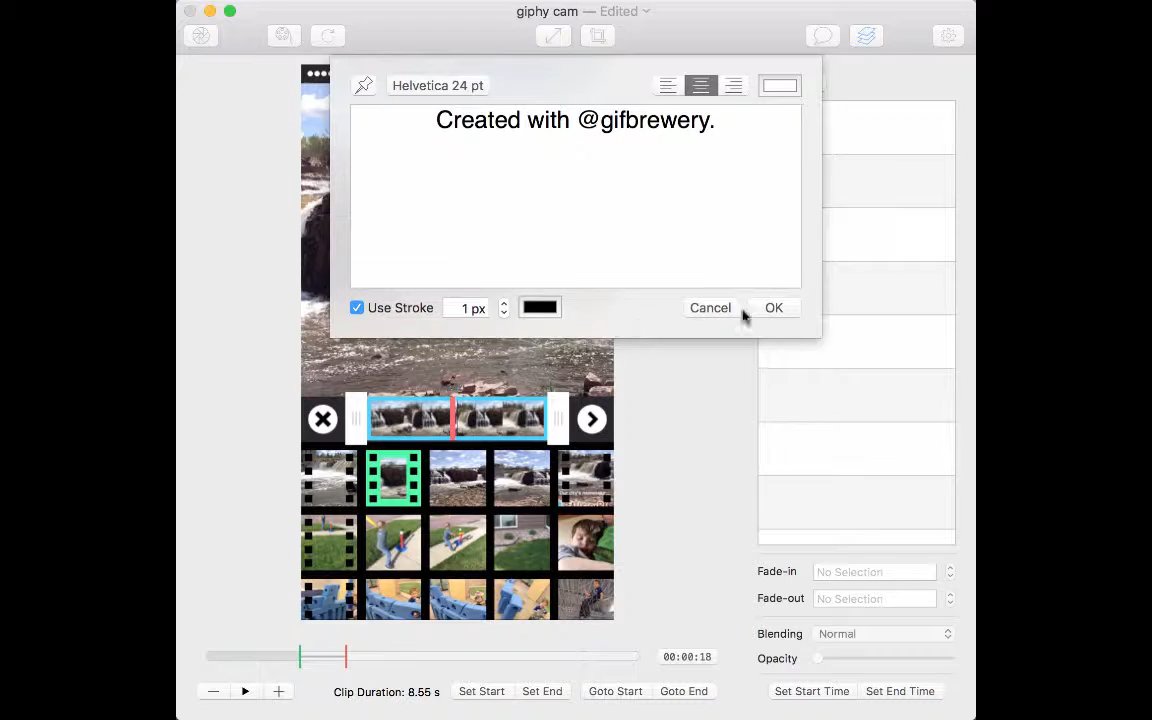 giphy cam — Edited
Helvetica 24 pt
Created with @gifbrewery.
Use Stroke
1 px
Cancel
OK
Fade-in
No Selection
Fade-out
No Selection
Blending
Normal
Opacity
00:00:18
Clip Duration: 8.55 s
Set Start
Set End
Goto Start
Goto End
Set Start Time
Set End Time